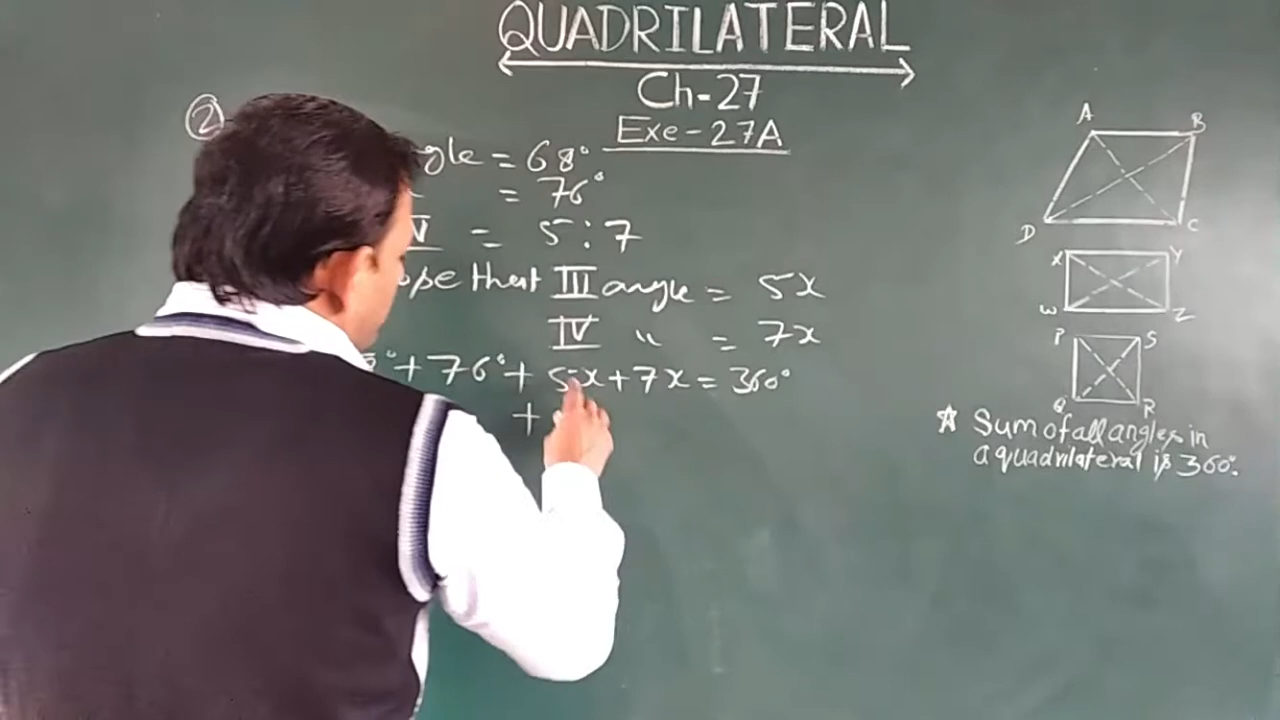 QUADRILATERAL
Ch-27
Exe-27A
②
gle = 68°
= 76°
= 5:7
that III angle = 5x
IV " = 7x
° + 76° + 5x + 7x = 360°
+
A B
D C
X Y
W Z
P S
Q R
☆ Sum of all angles in
a quadrilateral is 360°.